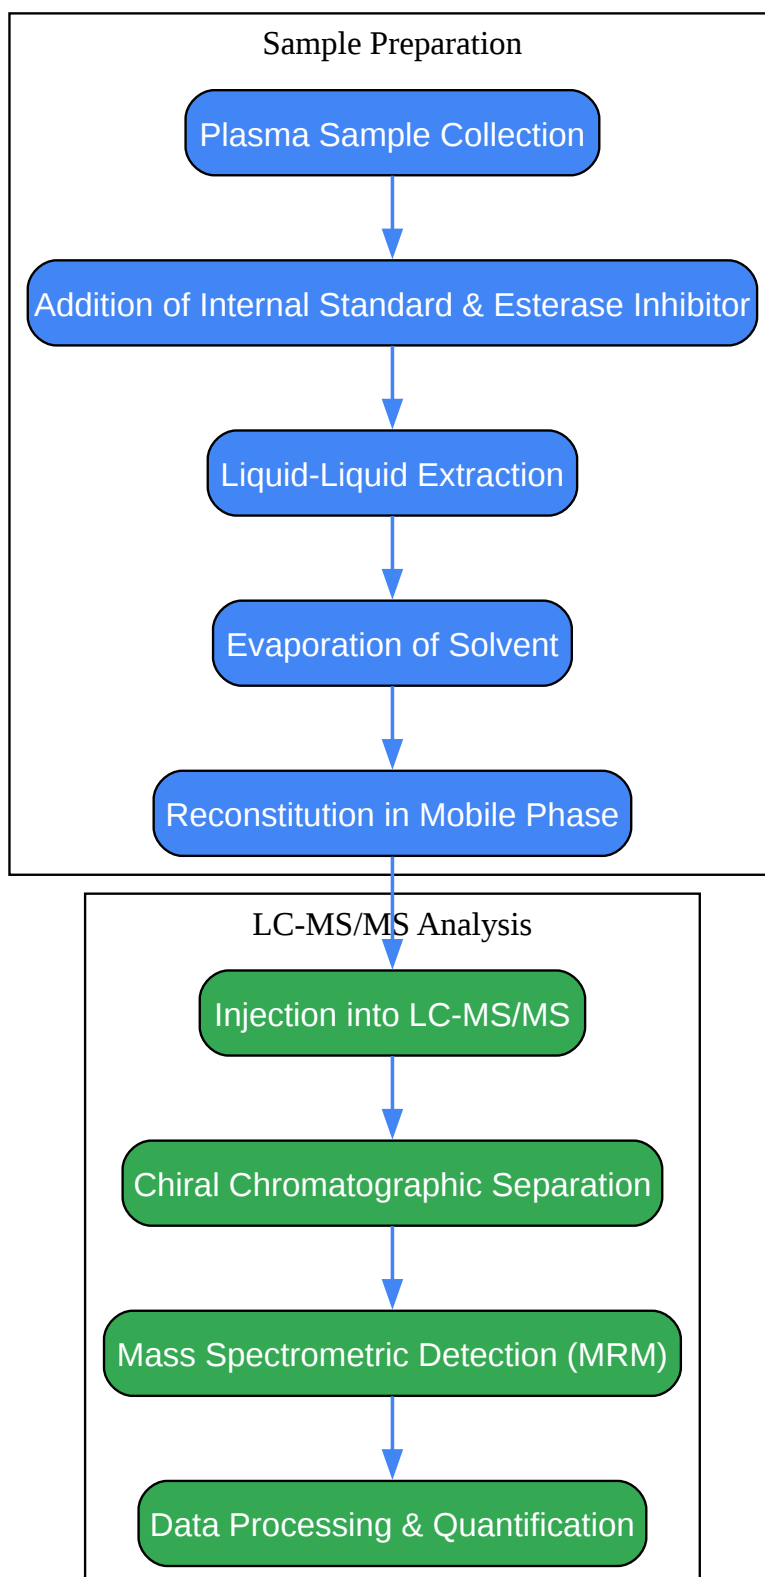 Sample Preparation
Plasma Sample Collection
Addition of Internal Standard & Esterase Inhibitor
Liquid-Liquid Extraction
Evaporation of Solvent
Reconstitution in Mobile Phase
LC-MS/MS Analysis
Injection into LC-MS/MS
Chiral Chromatographic Separation
Mass Spectrometric Detection (MRM)
Data Processing & Quantification